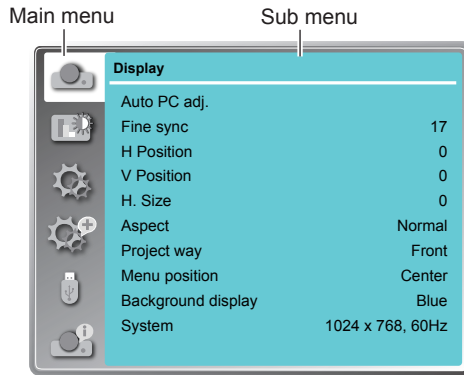 Main menu Sub menu
Display
Auto PC adj.
Fine sync 17
H Position 0
V Position 0
H. Size 0
Aspect Normal
Project way Front
Menu position Center
Background display Blue
System 1024 x 768, 60Hz